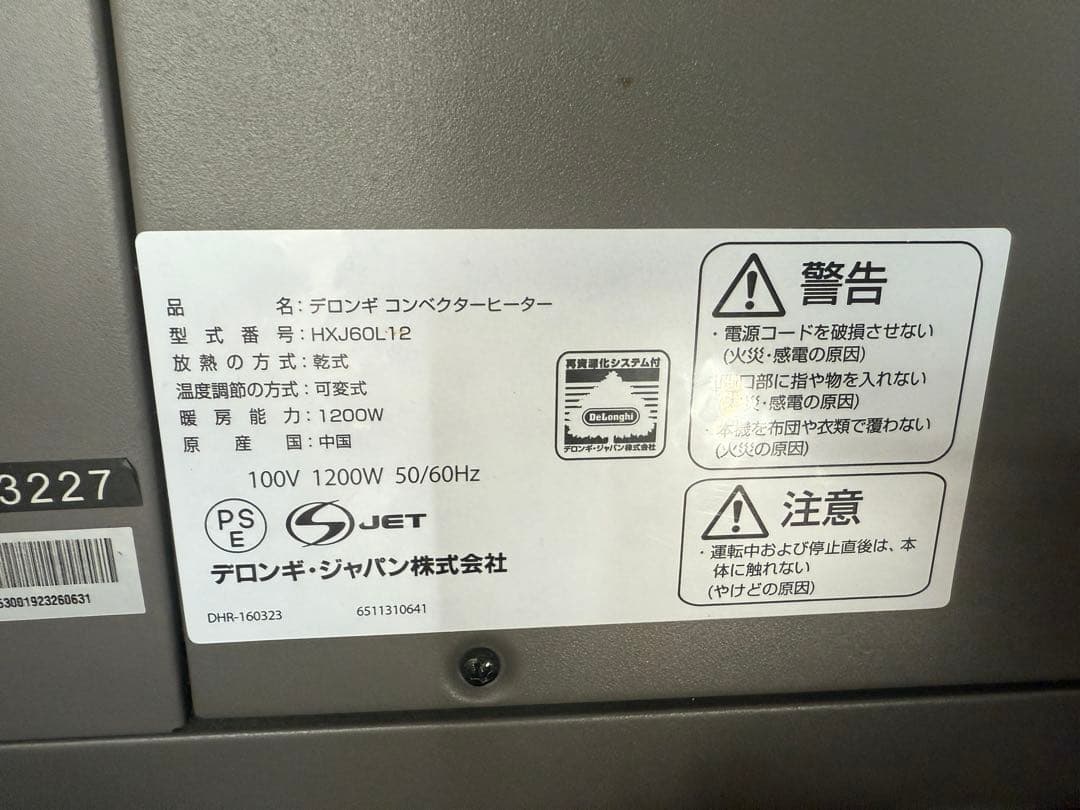 品名：デロンギ コンベクターヒーター
型式番号：HXJ60L12
放熱の方式：乾式
温度調節の方式：可変式
暖房能力：1200W
原産国：中国
100V 1200W 50/60Hz
PS
E
JET
デロンギ・ジャパン株式会社
DHR-160323 6511310641
再資源化システム付
DeLonghi
デロンギ・ジャパン株式会社
警告
・電源コードを破損させない
(火災・感電の原因)
口部に指や物を入れない
災・感電の原因)
・本機を布団や衣類で覆わない
(火災の原因)
注意
・運転中および停止直後は、本
体に触れない
(やけどの原因)
3227
63001923260631